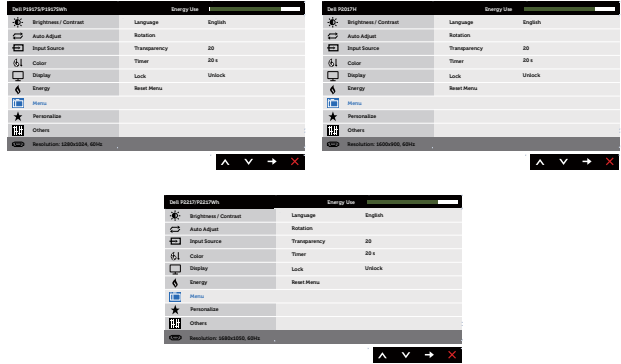 Dell P1917S/P1917SWh Energy Use
Brightness / Contrast Language English
Auto Adjust Rotation
Input Source Transparency 20
Color Timer 20 s
Display Lock Unlock
Energy Reset Menu
Menu
Personalize
Others
Resolution: 1280x1024, 60Hz
Dell P2017H Energy Use
Brightness / Contrast Language English
Auto Adjust Rotation
Input Source Transparency 20
Color Timer 20 s
Display Lock Unlock
Energy Reset Menu
Menu
Personalize
Others
Resolution: 1600x900, 60Hz
Dell P2217/P2217Wh Energy Use
Brightness / Contrast Language English
Auto Adjust Rotation
Input Source Transparency 20
Color Timer 20 s
Display Lock Unlock
Energy Reset Menu
Menu
Personalize
Others
Resolution: 1680x1050, 60Hz